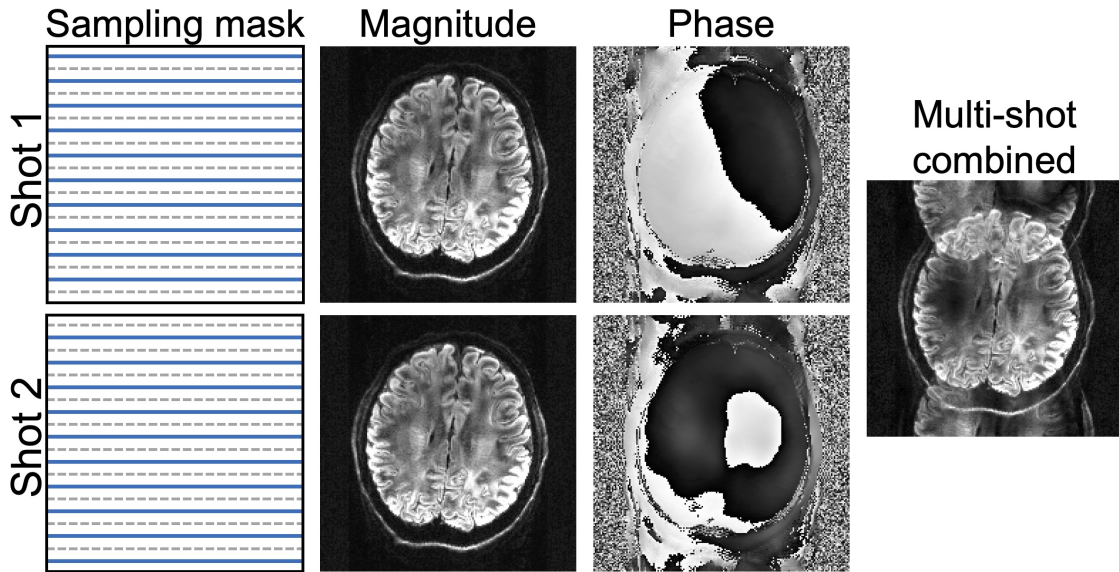 Sampling mask
Magnitude
Phase
Shot 1
Shot 2
Multi-shot
combined